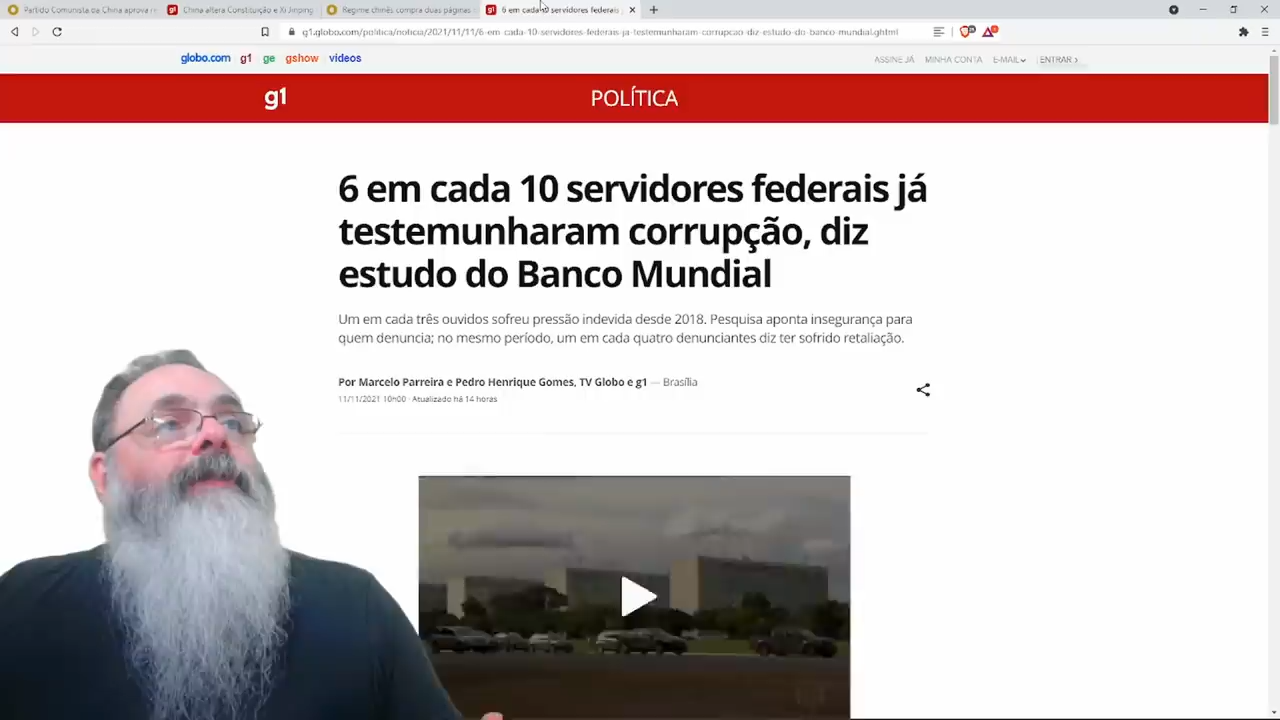 Partido Comunista da China aprova re
China altera Constituição e Xi Jinping
Regime chinês compra duas páginas
6 em cada 10 servidores federais
g1.globo.com/politica/noticia/2021/11/11/6-em-cada-10-servidores-federais-ja-testemunharam-corrupcao-diz-estudo-do-banco-mundial.ghtml
globo.com g1 ge gshow vídeos
ASSINE JÁ MINHA CONTA E-MAIL ENTRAR
g1 POLÍTICA
6 em cada 10 servidores federais já
testemunharam corrupção, diz
estudo do Banco Mundial
Um em cada três ouvidos sofreu pressão indevida desde 2018. Pesquisa aponta insegurança para
quem denuncia; no mesmo período, um em cada quatro denunciantes diz ter sofrido retaliação.
Por Marcelo Parreira e Pedro Henrique Gomes, TV Globo e g1 — Brasília
11/11/2021 10h00 · Atualizado há 14 horas